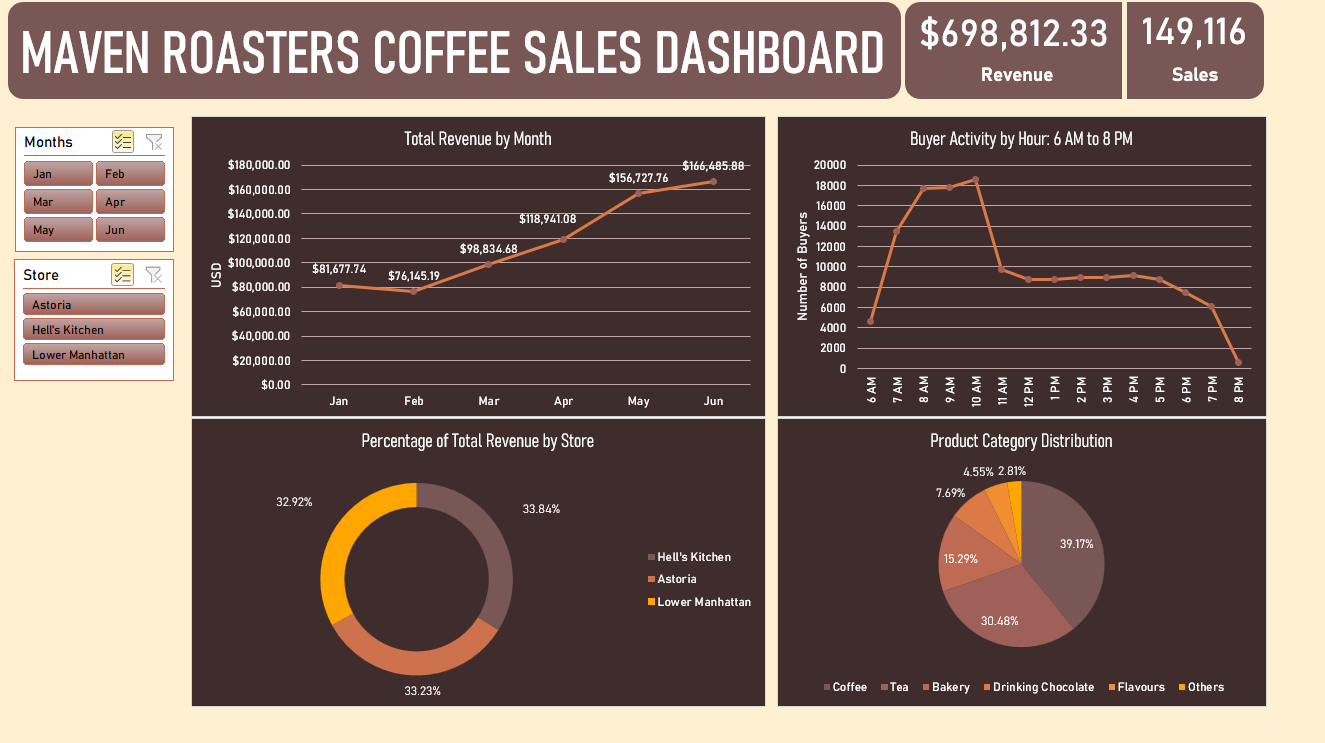 MAVEN ROASTERS COFFEE SALES DASHBOARD
$698,812.33
Revenue
149,116
Sales
Months
Jan Feb
Mar Apr
May Jun
Store
Astoria
Hell's Kitchen
Lower Manhattan
Total Revenue by Month
USD
$180,000.00
$160,000.00
$140,000.00
$120,000.00
$100,000.00
$80,000.00
$60,000.00
$40,000.00
$20,000.00
$0.00
$81,677.74
$76,145.19
$98,834.68
$118,941.08
$156,727.76
$166,485.88
Jan Feb Mar Apr May Jun
Buyer Activity by Hour: 6 AM to 8 PM
Number of Buyers
20000
18000
16000
14000
12000
10000
8000
6000
4000
2000
0
6 AM
7 AM
8 AM
9 AM
10 AM
11 AM
12 PM
1 PM
2 PM
3 PM
4 PM
5 PM
6 PM
7 PM
8 PM
Percentage of Total Revenue by Store
32.92%
33.84%
33.23%
Hell's Kitchen
Astoria
Lower Manhattan
Product Category Distribution
4.55% 2.81%
7.69%
39.17%
15.29%
30.48%
Coffee Tea Bakery Drinking Chocolate Flavours Others